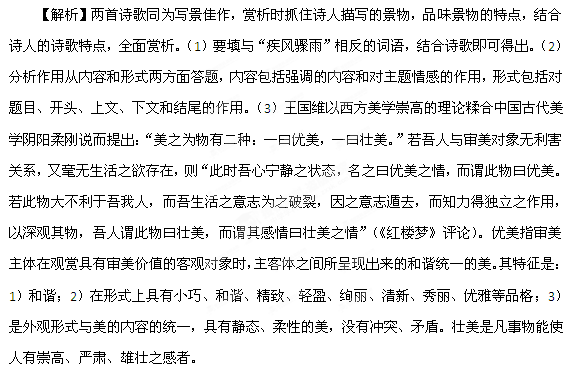 【解析】两首诗歌同为写景佳作，赏析时抓住诗人描写的景物，品味景物的特点，结合
诗人的诗歌特点，全面赏析。（1）要填与“疾风骤雨”相反的词语，结合诗歌即可得出。（2）
分析作用从内容和形式两方面答题，内容包括强调的内容和对主题情感的作用，形式包括对
题目、开头、上文、下文和结尾的作用。（3）王国维以西方美学崇高的理论糅合中国古代美
学阴阳柔刚说而提出：“美之为物有二种：一曰优美，一曰壮美。”若吾人与审美对象无利害
关系，又毫无生活之欲存在，则“此时吾心宁静之状态，名之曰优美之情，而谓此物曰优美。
若此物大不利于吾我人，而吾生活之意志为之破裂，因之意志遁去，而知力得独立之作用，
以深观其物，吾人谓此物曰壮美，而谓其感情曰壮美之情”（《红楼梦》评论）。优美指审美
主体在观赏具有审美价值的客观对象时，主客体之间所呈现出来的和谐统一的美。其特征是：
1）和谐；2）在形式上具有小巧、和谐、精致、轻盈、绚丽、清新、秀丽、优雅等品格；3）
是外观形式与美的内容的统一，具有静态、柔性的美，没有冲突、矛盾。壮美是凡事物能使
人有崇高、严肃、雄壮之感者。